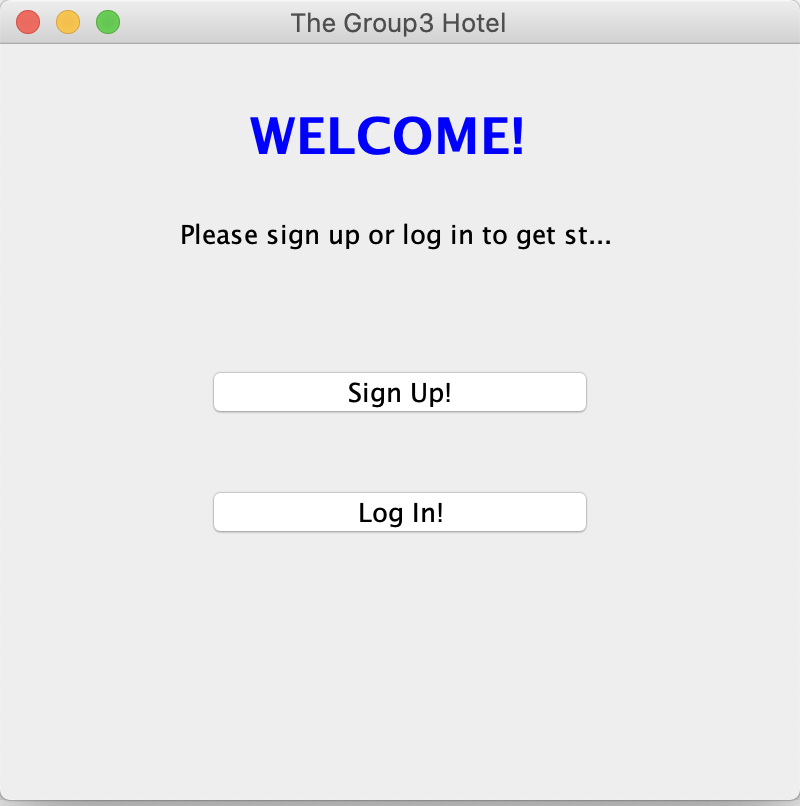 The Group3 Hotel
WELCOME!
Please sign up or log in to get st...
Sign Up!
Log In!